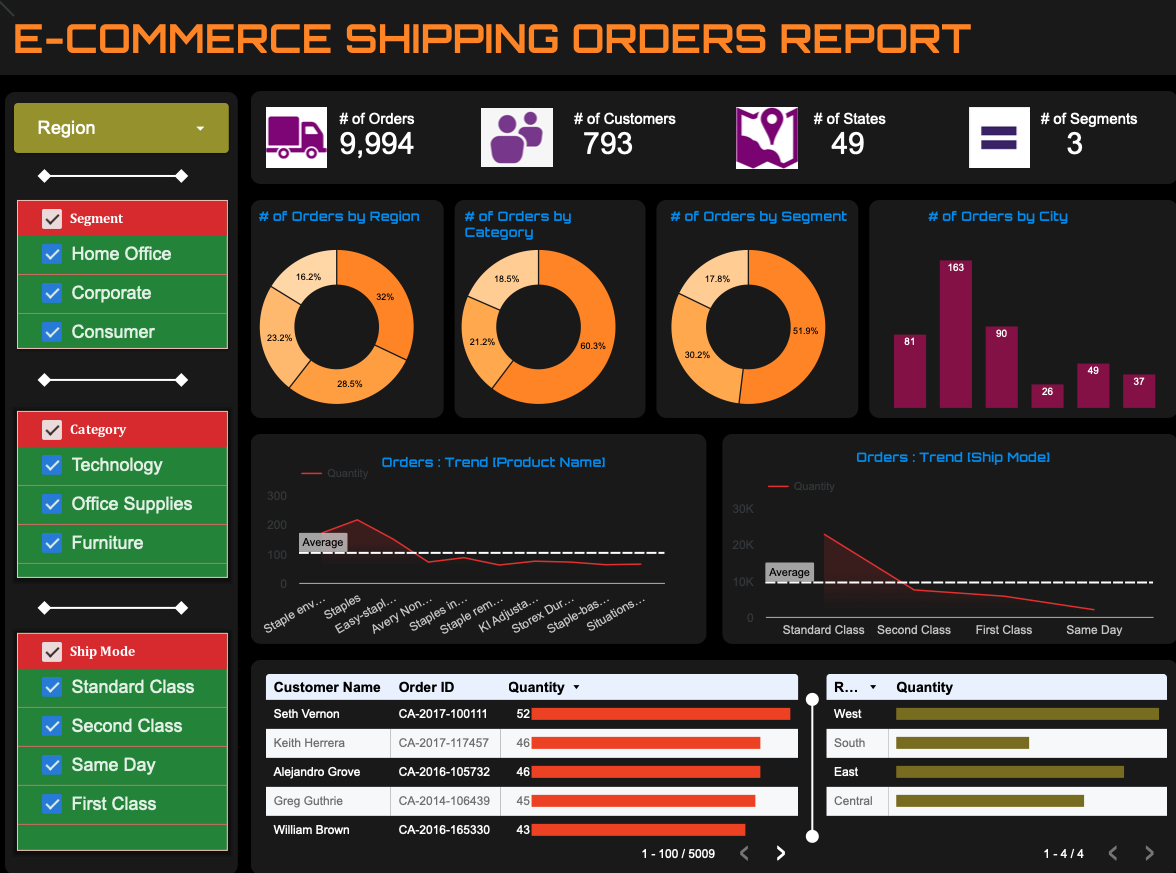 E-COMMERCE SHIPPING ORDERS REPORT
Region
Segment
Home Office
Corporate
Consumer
Category
Technology
Office Supplies
Furniture
Ship Mode
Standard Class
Second Class
Same Day
First Class
# of Orders
9,994
# of Customers
793
# of States
49
# of Segments
3
# of Orders by Region
16.2%
32%
23.2%
28.5%
# of Orders by
Category
18.5%
21.2%
60.3%
# of Orders by Segment
17.8%
51.9%
30.2%
# of Orders by City
163
81
90
26
49
37
Orders : Trend [Product Name]
Quantity
300
200
100
0
Average
Staple env...
Staples
Easy-stapl...
Avery Non...
Staples in...
Staple rem...
KI Adjusta...
Storex Dur...
Staple-bas...
Situations...
Orders : Trend [Ship Mode]
Quantity
30K
20K
10K
0
Average
Standard Class
Second Class
First Class
Same Day
Customer Name Order ID Quantity
Seth Vernon CA-2017-100111 52
Keith Herrera CA-2017-117457 46
Alejandro Grove CA-2016-105732 46
Greg Guthrie CA-2014-106439 45
William Brown CA-2016-165330 43
1 - 100 / 5009
R... Quantity
West
South
East
Central
1 - 4 / 4